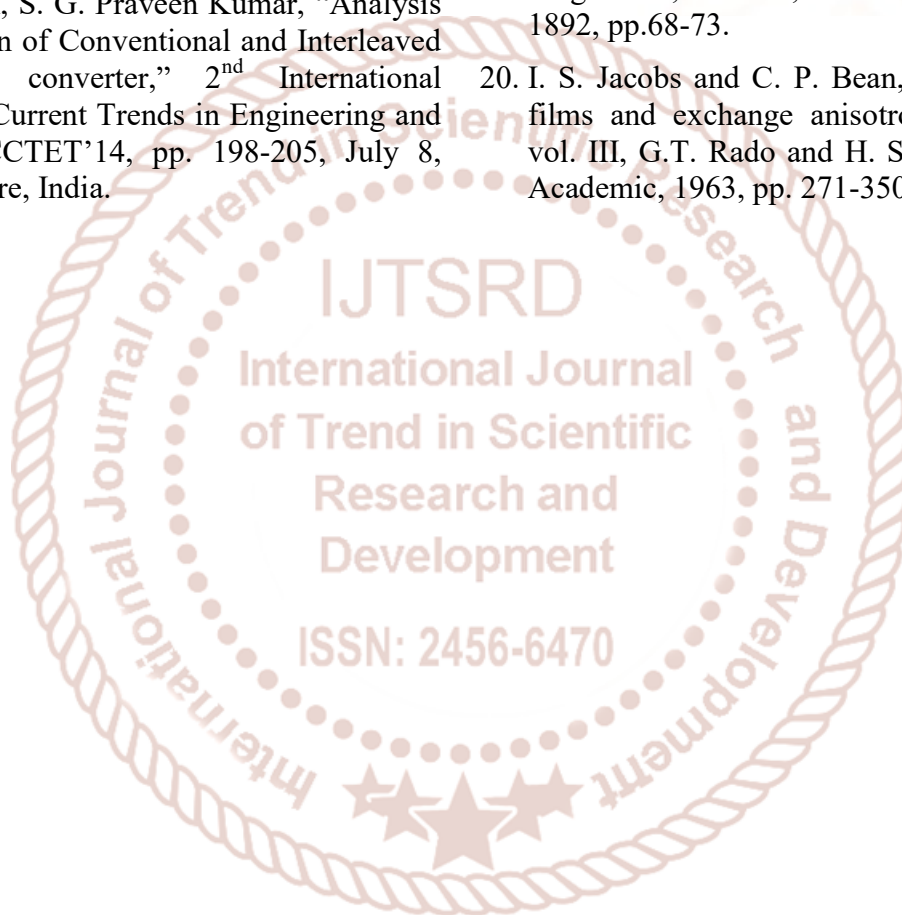 , S. G. Praveen Kumar, “Analysis
n of Conventional and Interleaved
converter,” 2nd International
Current Trends in Engineering and
CTET’14, pp. 198-205, July 8,
re, India.
1892, pp.68-73.
20. I. S. Jacobs and C. P. Bean,
films and exchange anisotro
vol. III, G.T. Rado and H. S
Academic, 1963, pp. 271-350
International Journal of Trend in Scientific Research and Development
IJTSRD
International Journal
of Trend in Scientific
Research and
Development
ISSN: 2456-6470